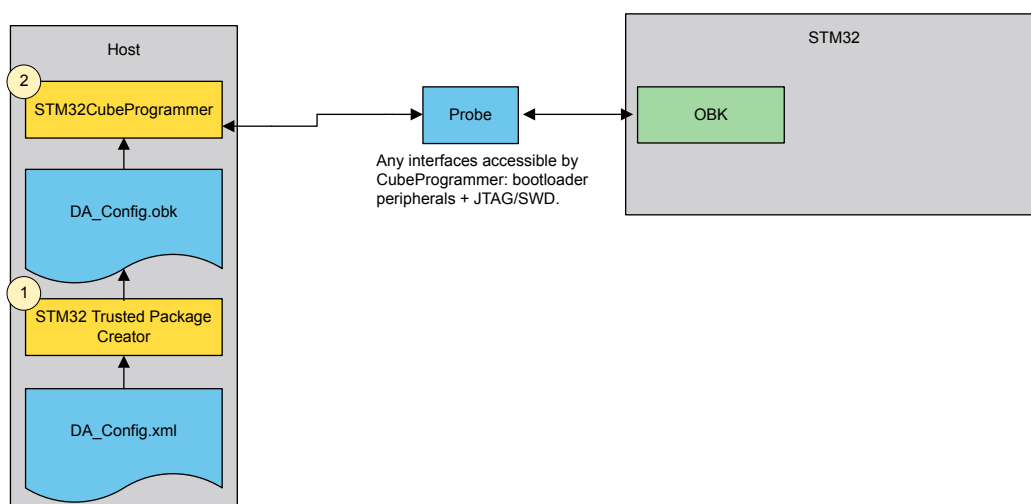 Host
2
STM32CubeProgrammer
DA_Config.obk
1
STM32 Trusted Package
Creator
DA_Config.xml
Probe
Any interfaces accessible by
CubeProgrammer: bootloader
peripherals + JTAG/SWD.
STM32
OBK